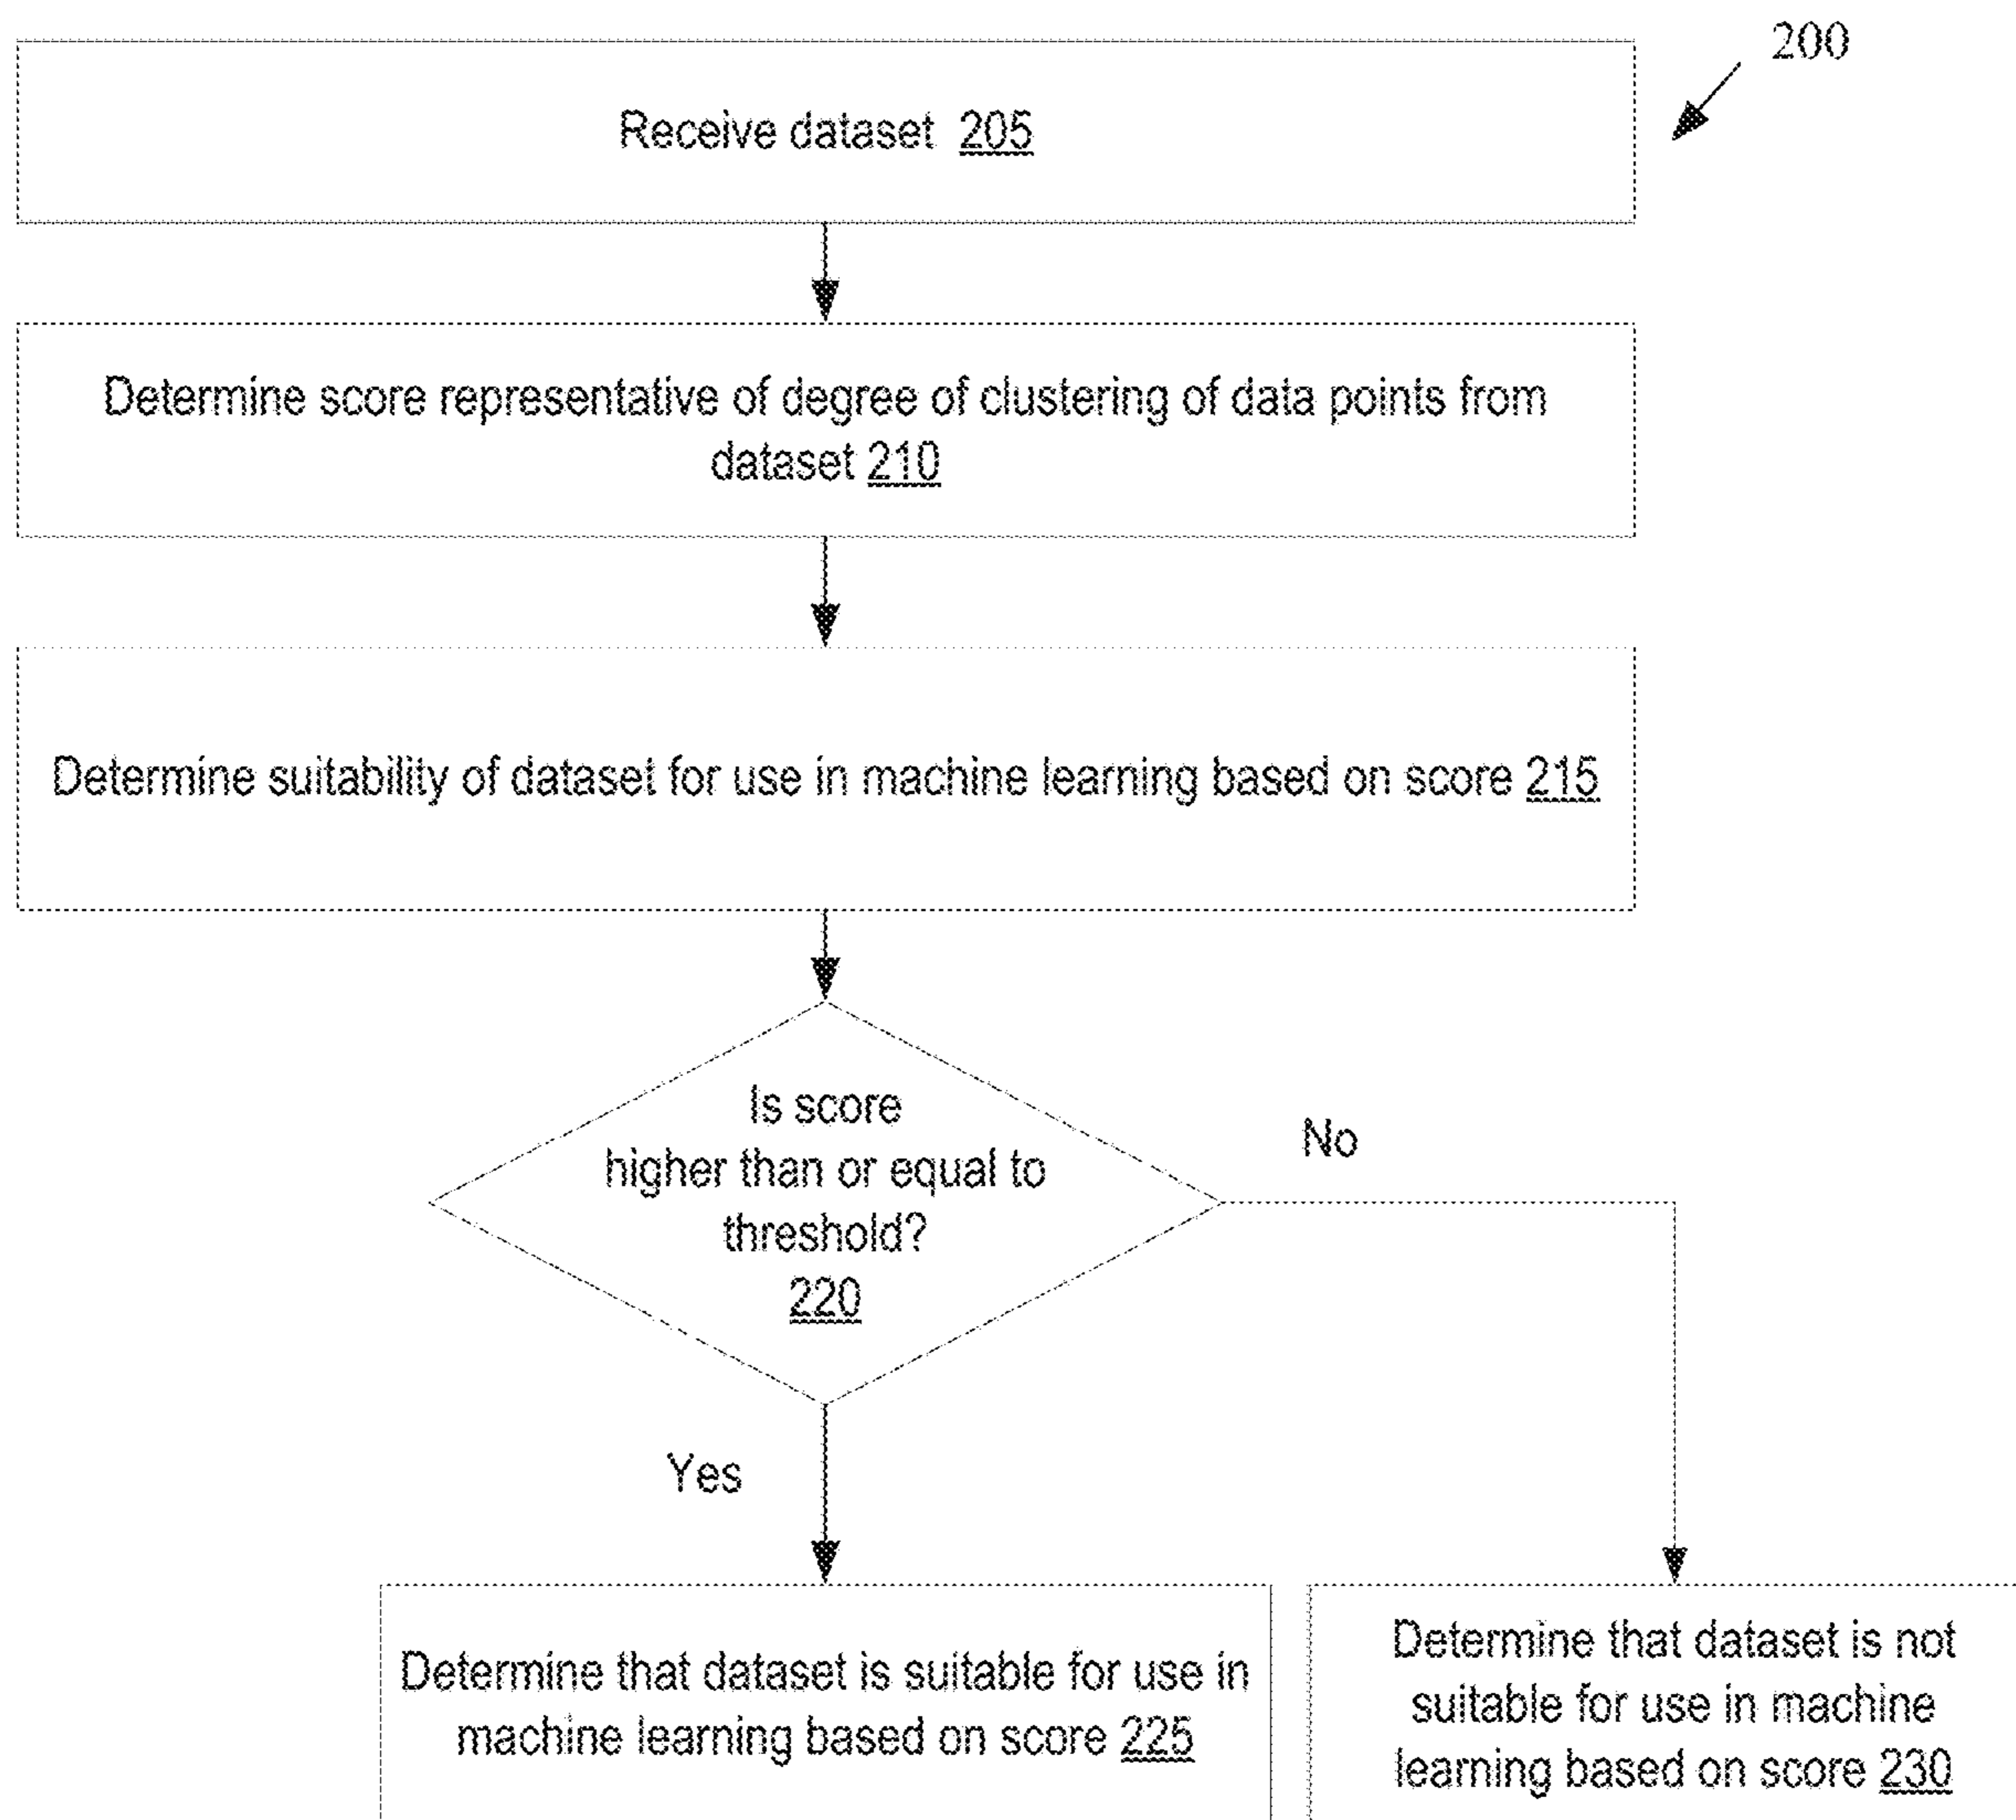 200
Receive dataset 205
Determine score representative of degree of clustering of data points from
dataset 210
Determine suitability of dataset for use in machine learning based on score 215
Is score
higher than or equal to
threshold?
220
No
Yes
Determine that dataset is suitable for use in
machine learning based on score 225
Determine that dataset is not
suitable for use in machine
learning based on score 230